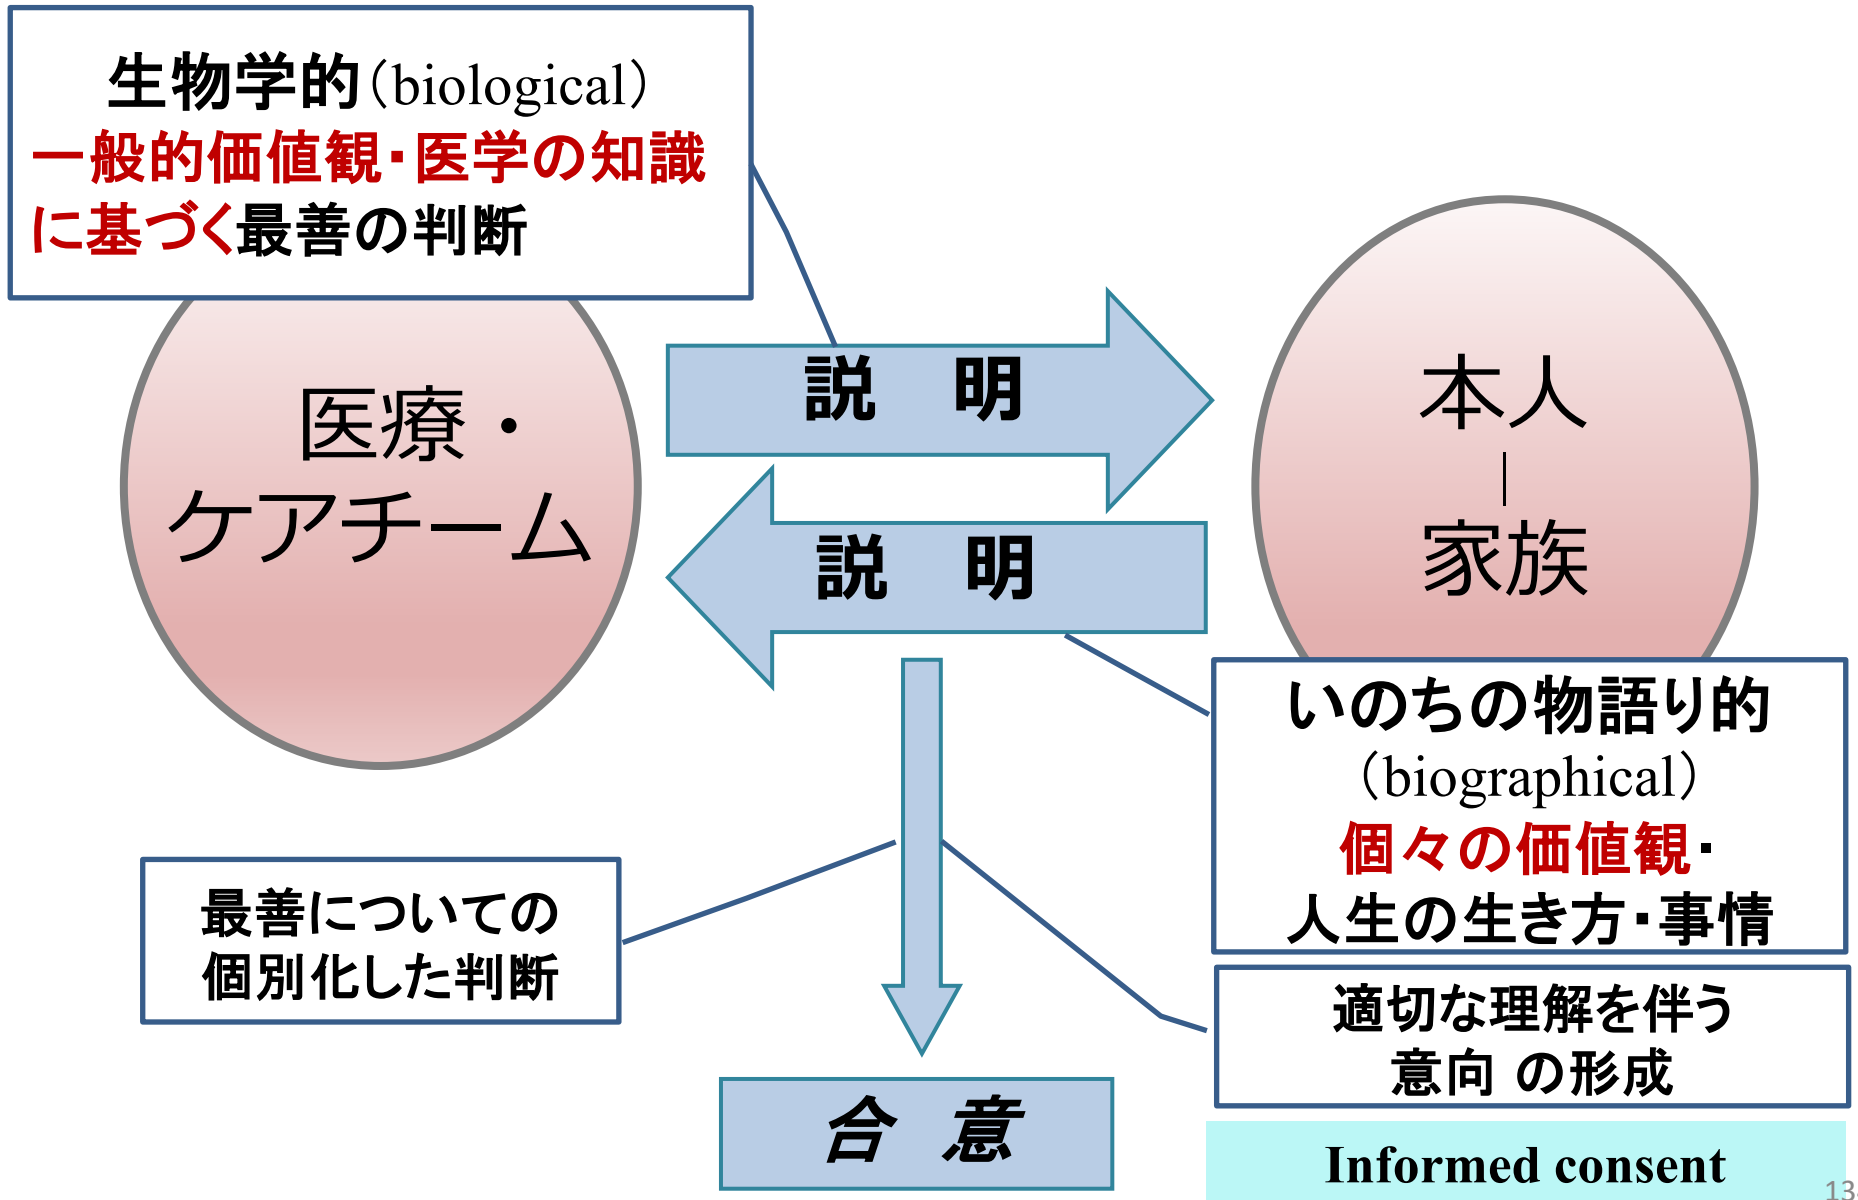 生物学的（biological）
一般的価値観・医学の知識
に基づく最善の判断
医療・
ケアチーム
説　明
説　明
本人
｜
家族
いのちの物語り的
（biographical）
個々の価値観・
人生の生き方・事情
最善についての
個別化した判断
適切な理解を伴う
意向 の形成
合 意
Informed consent
13